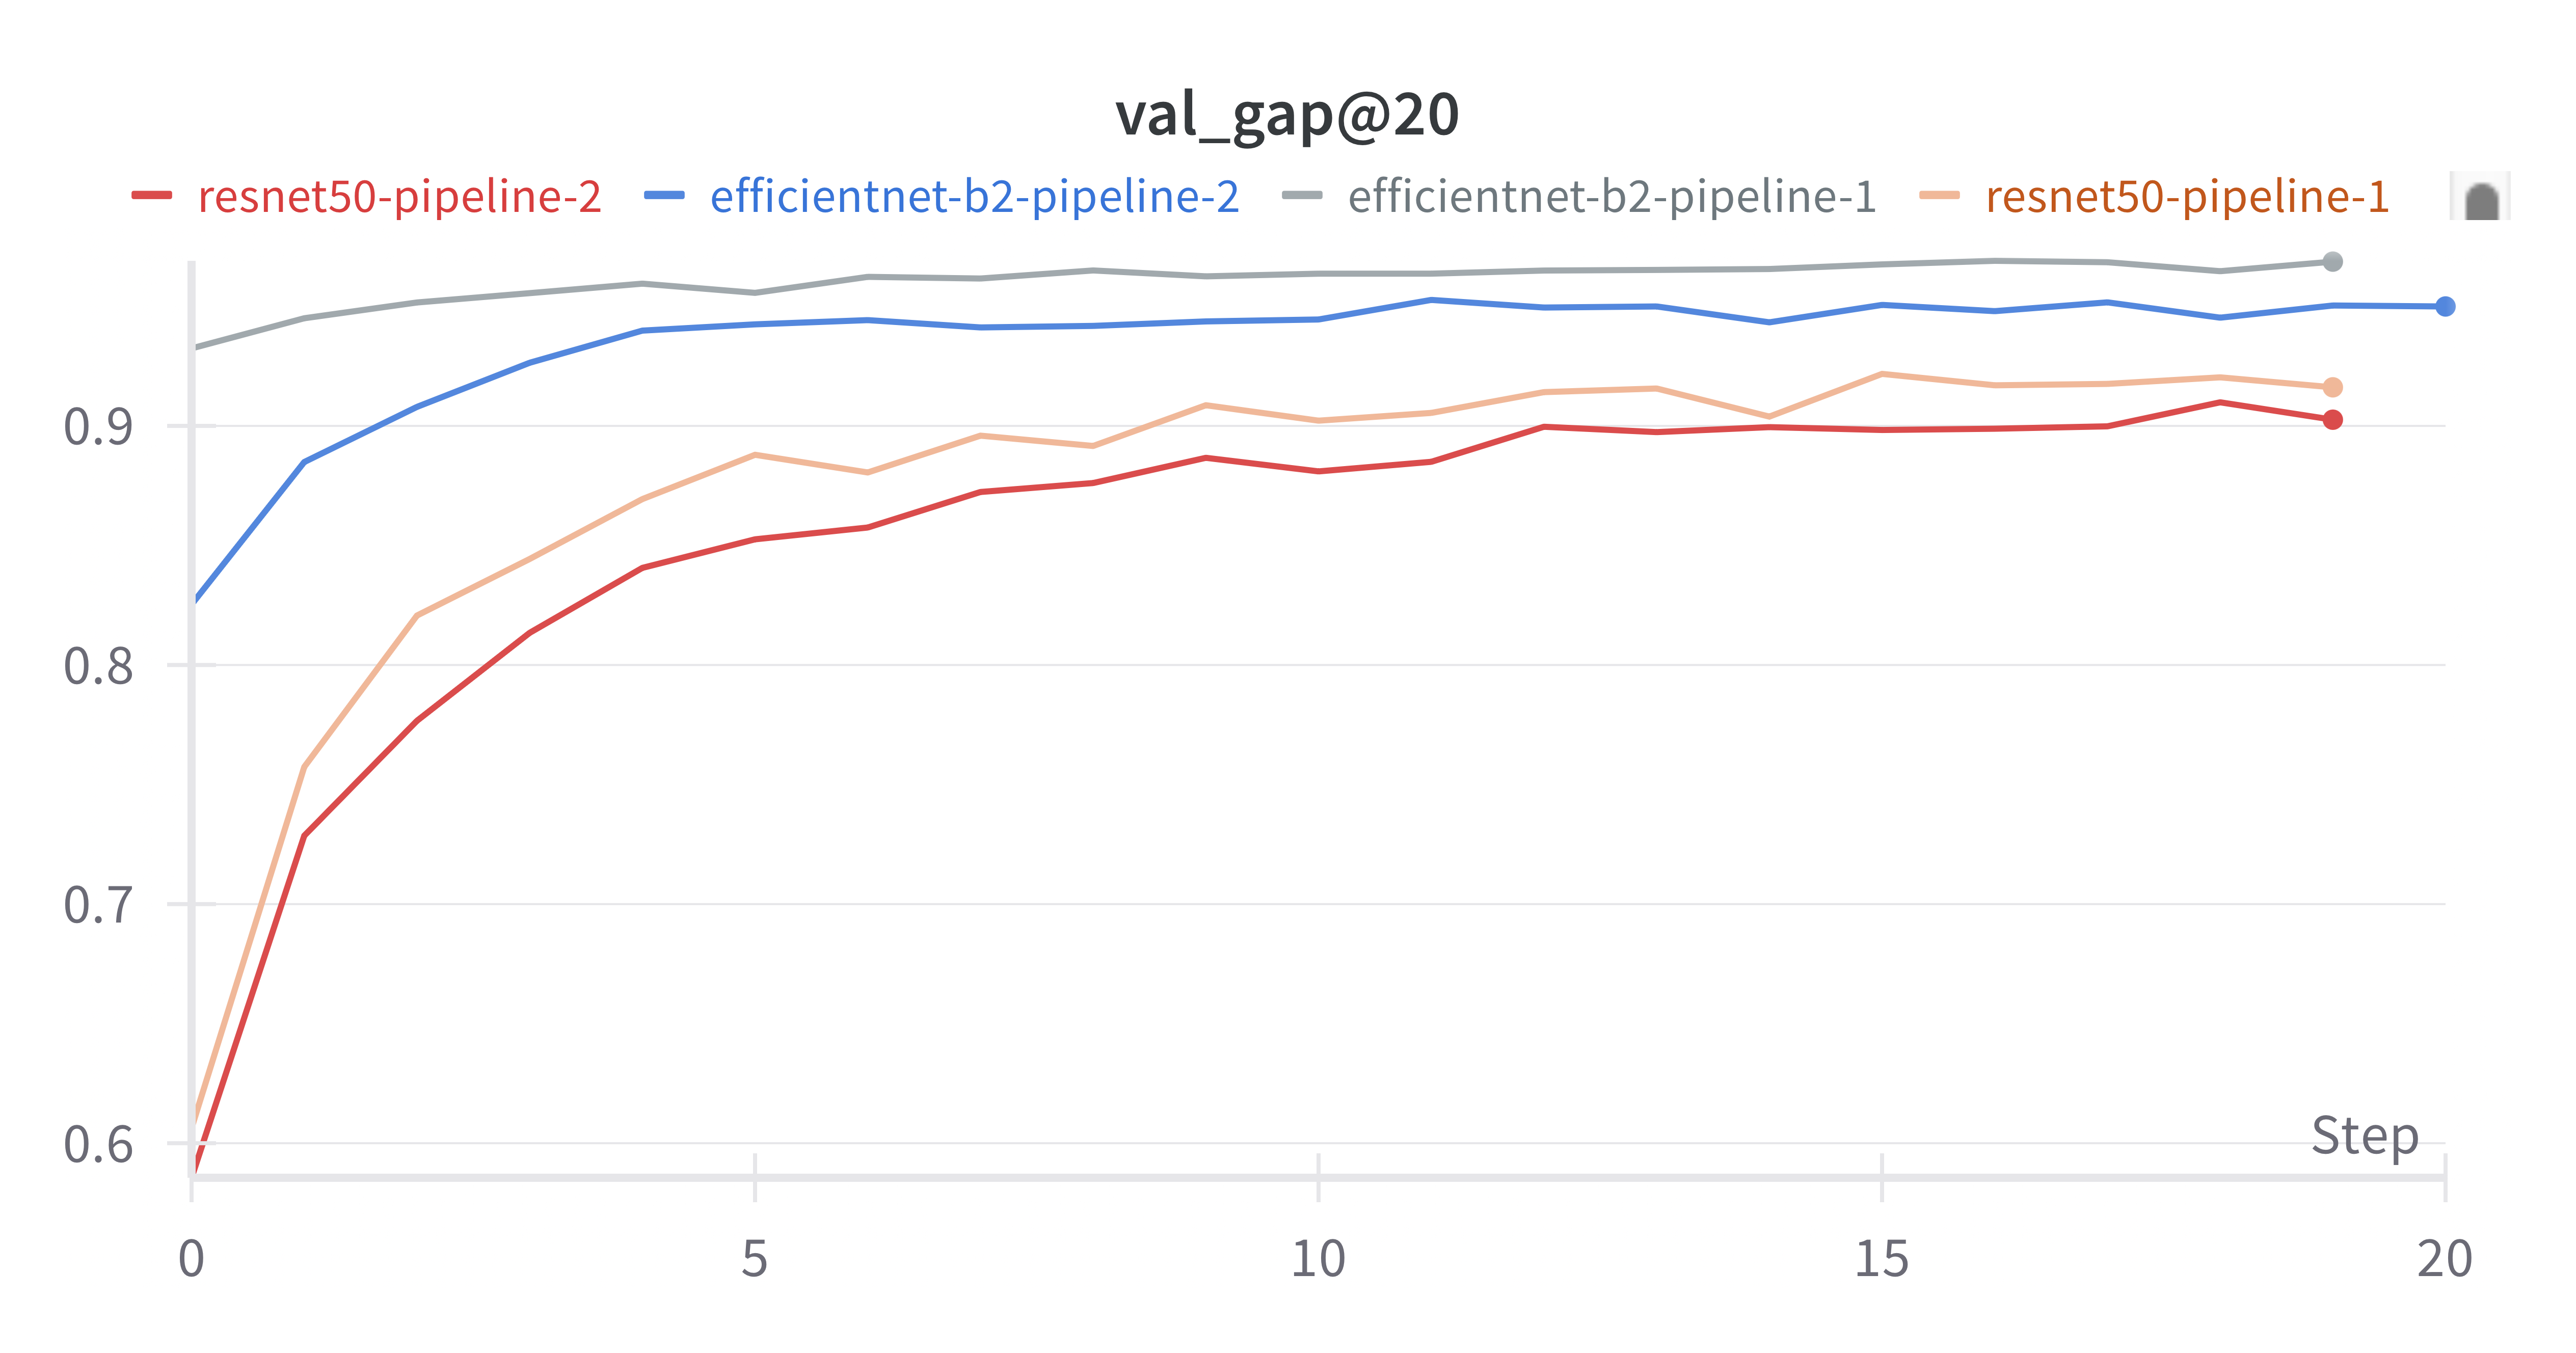 val_gap@20
resnet50-pipeline-2 efficientnet-b2-pipeline-2 efficientnet-b2-pipeline-1 resnet50-pipeline-1
0.9
0.8
0.7
0.6
Step
0 5 10 15 20